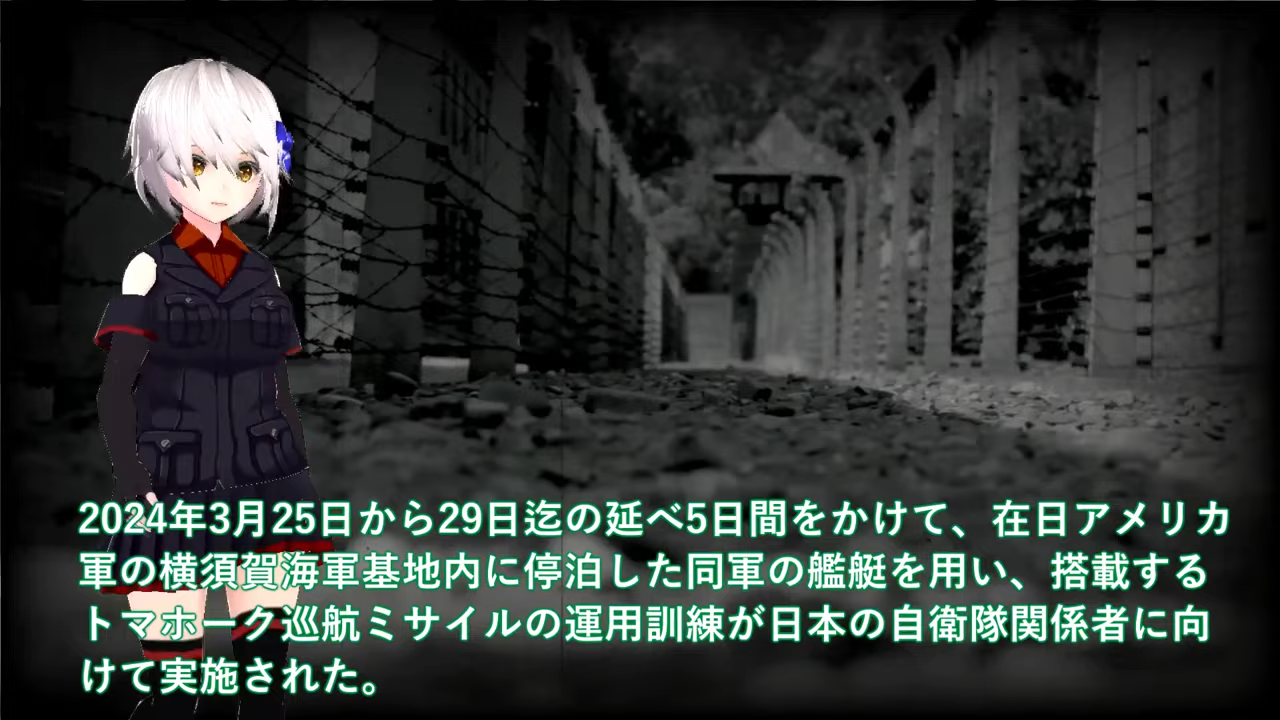 2024年3月25日から29日迄の延べ5日間をかけて、在日アメリカ
軍の横須賀海軍基地内に停泊した同軍の艦艇を用い、搭載する
トマホーク巡航ミサイルの運用訓練が日本の自衛隊関係者に向
けて実施された。